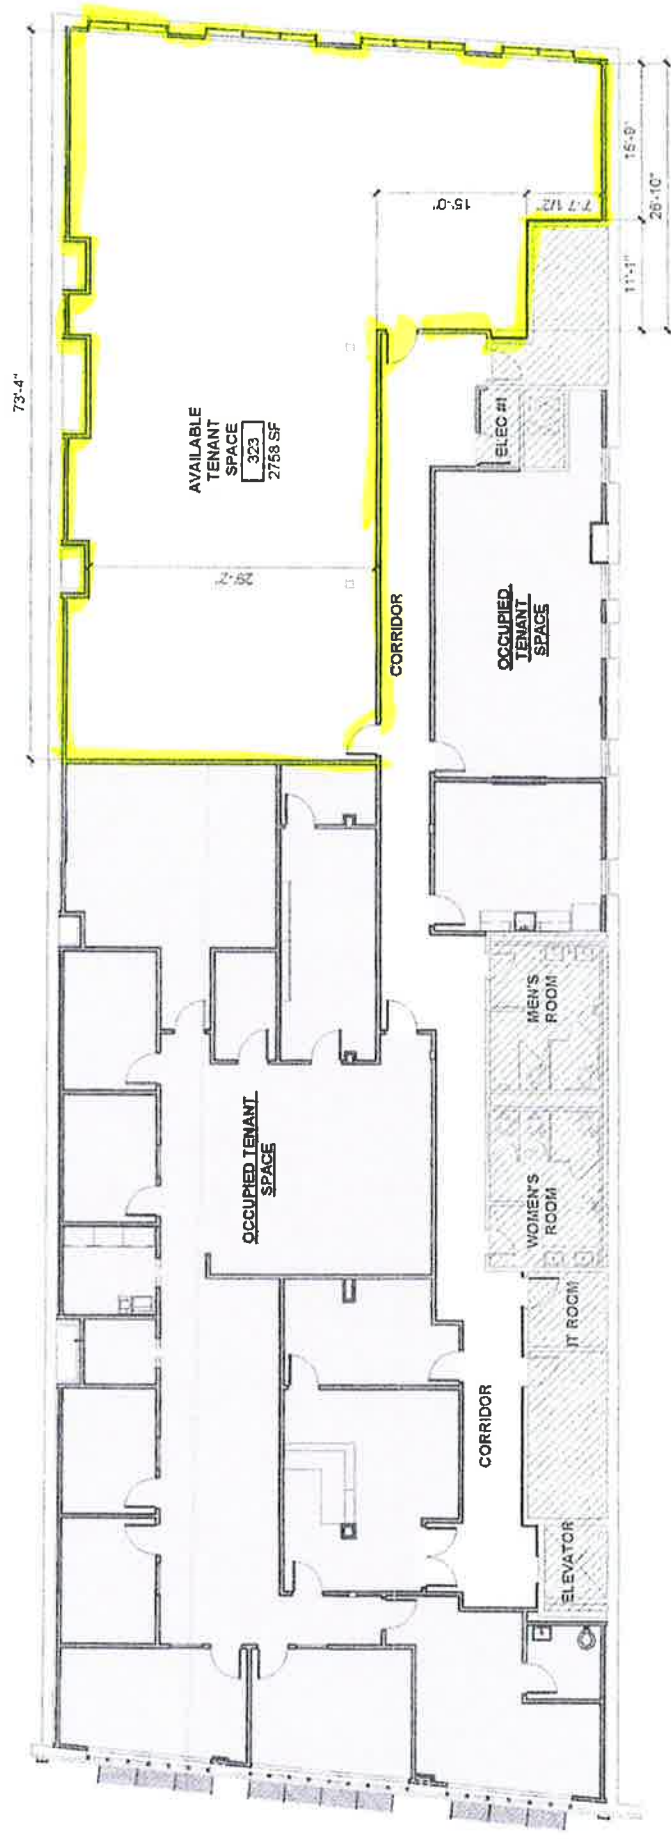 73'-4"
AVAILABLE
TENANT
SPACE
323
2758 SF
29'-2"
15'-0"
7'-7 1/2"
15'-9"
11'-1"
26'-10"
CORRIDOR
ELEC #1
OCCUPIED
TENANT
SPACE
OCCUPIED TENANT
SPACE
MEN'S
ROOM
WOMEN'S
ROOM
IT ROOM
CORRIDOR
ELEVATOR